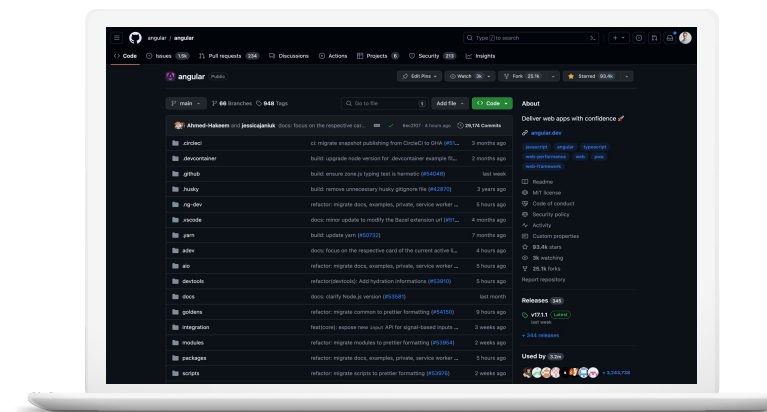 angular / angular
Type / to search
Code Issues 1.5k Pull requests 234 Discussions Actions Projects 6 Security 213 Insights
angular Public
Edit Pins Watch 3k Fork 25.1k Starred 93.4k
main 66 Branches 948 Tags
Go to file t Add file Code
About
Deliver web apps with confidence 🚀
angular.dev
javascript angular typescript
web-performance web pwa
web-framework
Readme
MIT license
Code of conduct
Security policy
Activity
Custom properties
93.4k stars
3k watching
25.1k forks
Report repository
Releases 345
v17.1.1 Latest
last week
+ 344 releases
Used by 3.2m
+ 3,243,738
Ahmed-Hakeem and jessicajaniuk docs: focus on the respective car... 4 hours ago 29,174 Commits
.circleci ci: migrate snapshot publishing from CircleCI to GHA (#51... 3 months ago
.devcontainer build: upgrade node version for .devcontainer example fil... 2 months ago
.github build: ensure zone.js typing test is hermetic (#54049) last week
.husky build: remove unnecessary husky gitignore file (#42870) 3 years ago
.ng-dev refactor: migrate docs, examples, private, service worker ... 5 hours ago
.vscode docs: minor update to modify the Bazel extension url (#51... 4 months ago
.yarn build: update yarn (#50732) 7 months ago
adev docs: focus on the respective card of the current active li... 4 hours ago
aio refactor: migrate docs, examples, private, service worker ... 5 hours ago
devtools refactor(devtools): Add hydration informations (#53910) 5 hours ago
docs docs: clarify Node.js version (#53581) last month
goldens refactor: migrate common to prettier formatting (#54150) 9 hours ago
integration feat(core): expose new input API for signal-based inputs ... 3 weeks ago
modules refactor: migrate modules to prettier formatting (#53954) 2 weeks ago
packages refactor: migrate docs, examples, private, service worker ... 5 hours ago
scripts refactor: migrate scripts to prettier formatting (#53976) 2 weeks ago